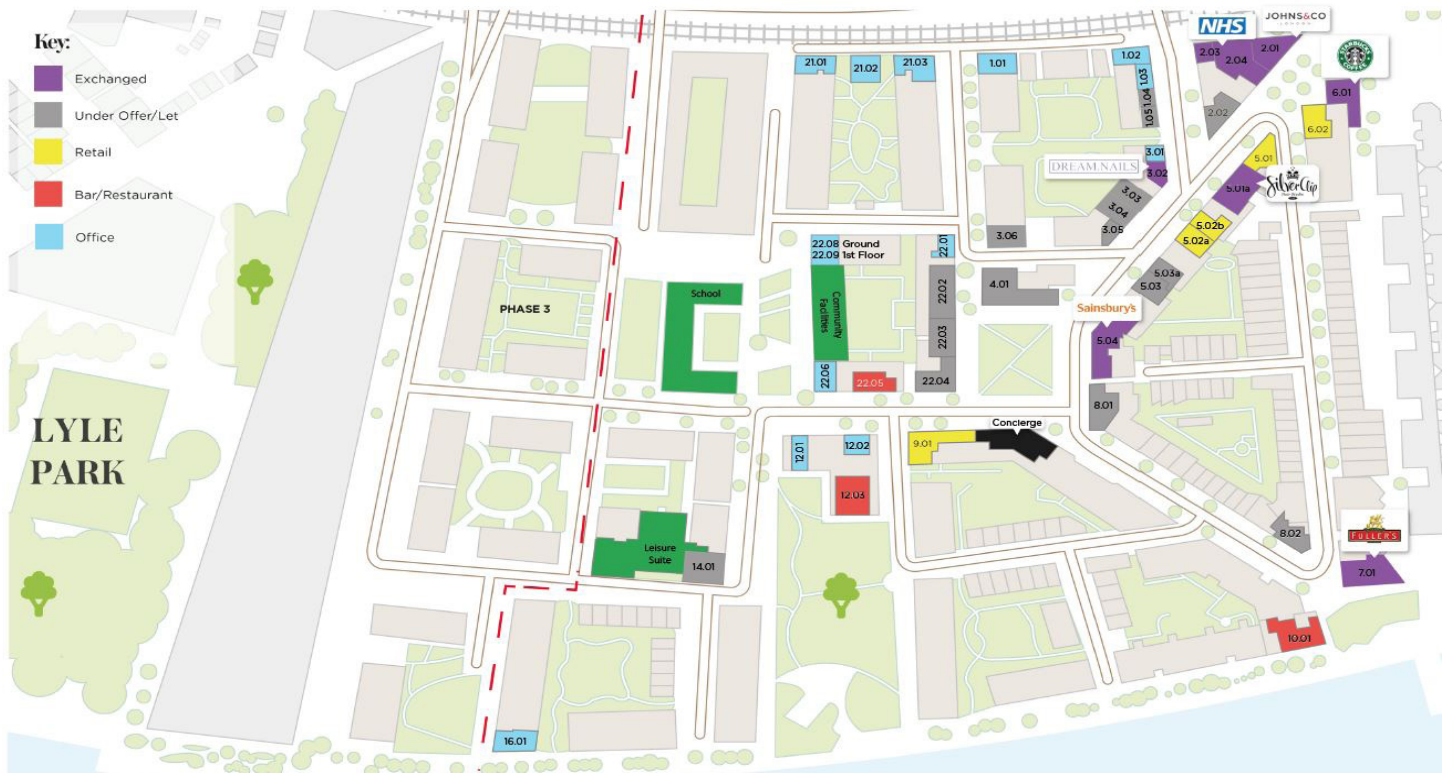 Key:
Exchanged
Under Offer/Let
Retail
Bar/Restaurant
Office
NHS
JOHNS&CO
LONDON
STARBUCKS
COFFEE
21.01
21.02
21.03
1.01
1.02
1.03
1.04
1.05
2.03
2.04
2.01
2.02
6.01
6.02
DREAM.NAILS
3.01
3.02
3.03
3.04
3.05
3.06
5.01
5.01a
SilverClip
5.02b
5.02a
5.03a
5.03
22.08 Ground
22.09 1st Floor
22.01
22.02
22.03
22.04
4.01
School
Community
Facilities
22.06
22.05
Sainsbury's
5.04
PHASE 3
LYLE
PARK
8.01
Concierge
9.01
12.01
12.02
12.03
Leisure
Suite
14.01
8.02
FULLER'S
7.01
10.01
16.01